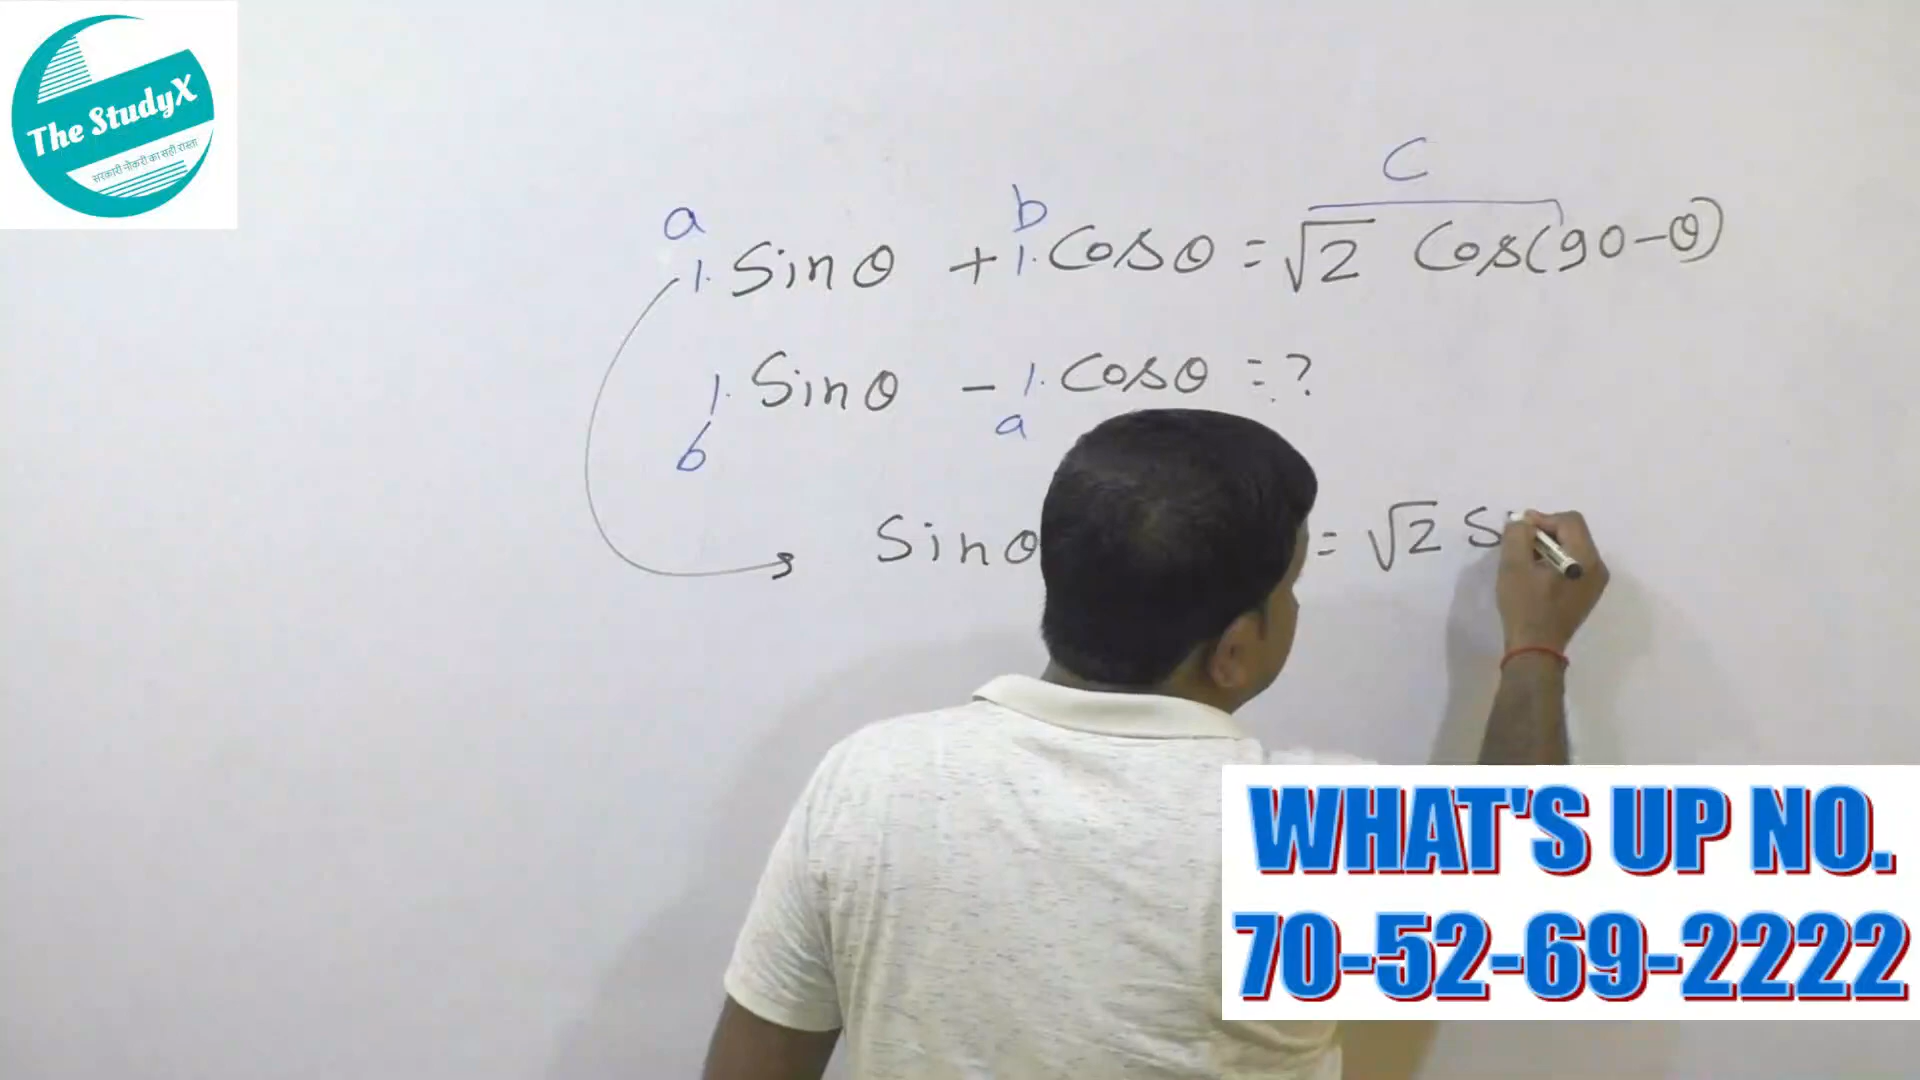 The StudyX
सरकारी नौकरी का सही रास्ता
C
a b
1. Sinθ + 1. Cosθ = √2 Cos(90-θ)
1. Sinθ - 1. Cosθ = ?
b a
Sinθ = √2 S
WHAT'S UP NO.
70-52-69-2222